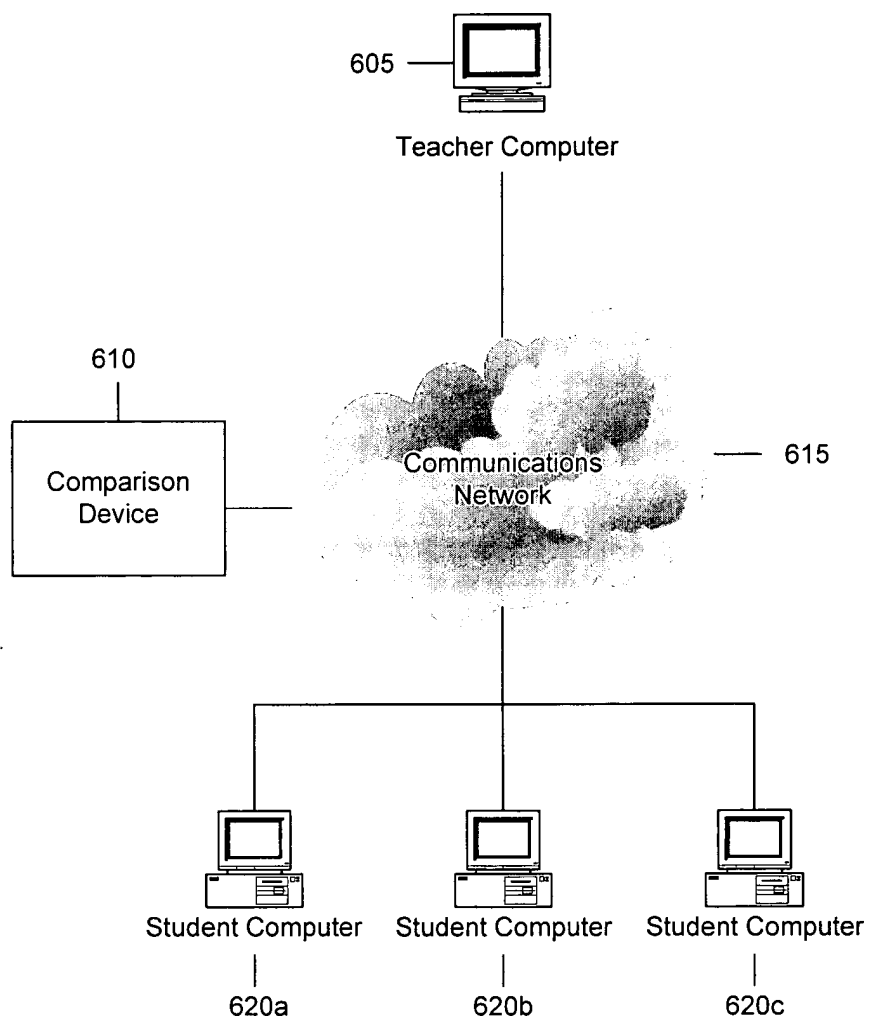 605
Teacher Computer
610
Comparison
Device
Communications
Network
615
Student Computer
Student Computer
Student Computer
620a
620b
620c